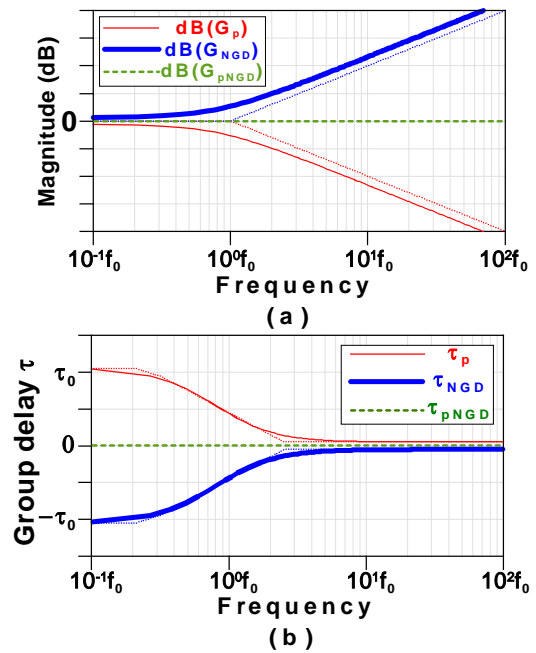 dB(Gp)
dB(GNGD)
dB(GpNGD)
Magnitude (dB)
0
10-1f0 100f0 101f0 102f0
Frequency
(a)
τp
τNGD
τpNGD
Group delay τ
τ0
0
−τ0
10-1f0 100f0 101f0 102f0
Frequency
(b)